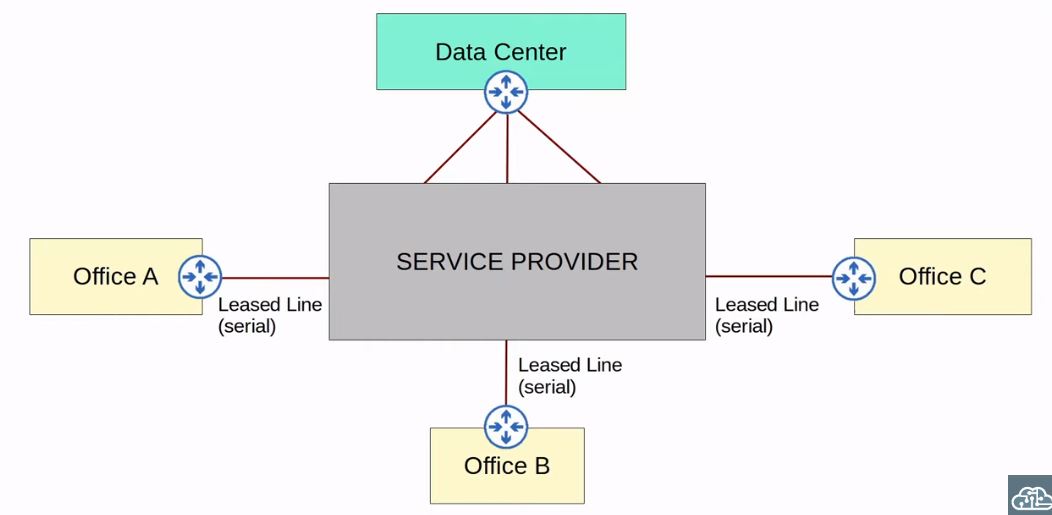 Data Center
SERVICE PROVIDER
Office A
Leased Line
(serial)
Office C
Leased Line
(serial)
Leased Line
(serial)
Office B